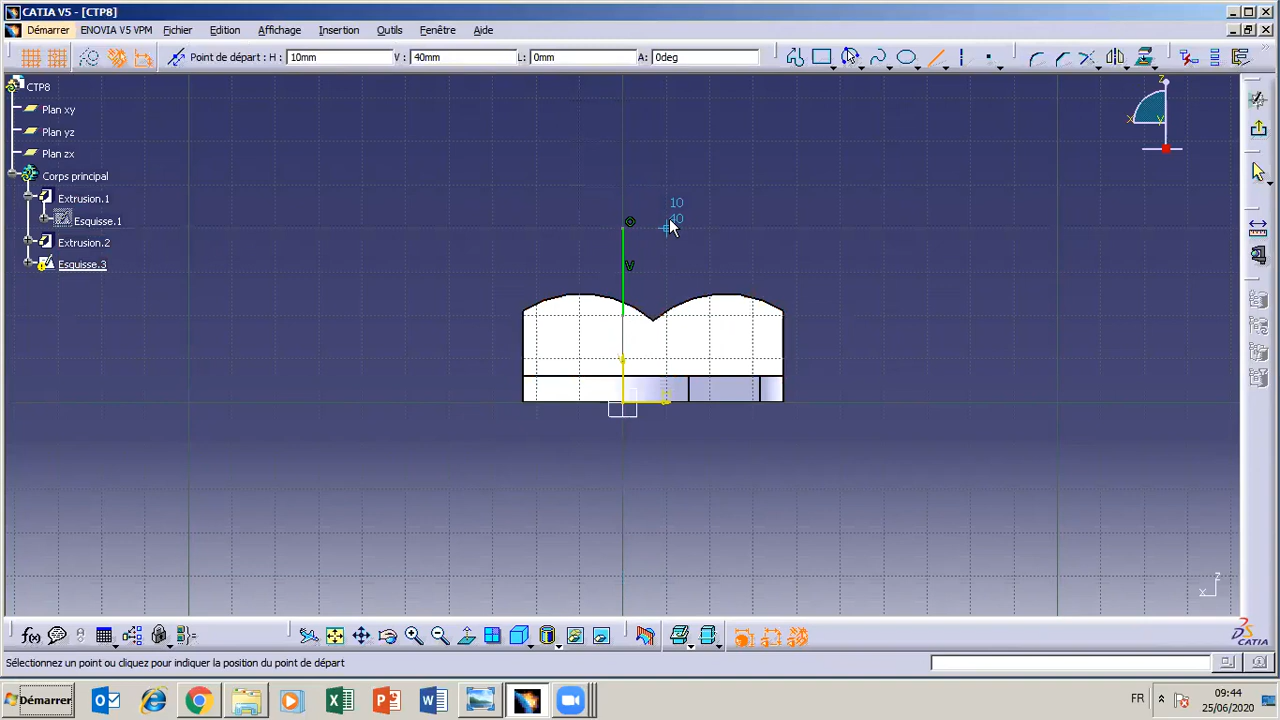 CATIA V5 - [CTP8]
Démarrer ENOVIA V5 VPM Fichier Edition Affichage Insertion Outils Fenêtre Aide
Point de départ : H : 10mm V : 40mm L: 0mm A: 0deg
CTP8
Plan xy
Plan yz
Plan zx
Corps principal
Extrusion.1
Esquisse.1
Extrusion.2
Esquisse.3
10
40
V
z
x
y
z
x
f(x)
CATIA
Sélectionnez un point ou cliquez pour indiquer la position du point de départ
Démarrer
FR
09:44
25/06/2020